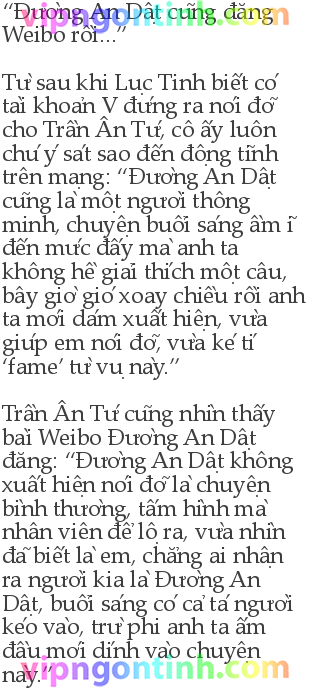 vipngontinh.com
“Đường An Dật cũng đăng
Weibo rồi...”
Từ sau khi Lục Tinh biết có
tài khoản V đứng ra nói đỡ
cho Trần Ân Tứ, cô ấy luôn
chú ý sát sao đến động tĩnh
trên mạng: “Đường An Dật
cũng là một người thông
minh, chuyện buổi sáng ầm ĩ
đến mức đấy mà anh ta
không hề giải thích một câu,
bây giờ gió xoay chiều rồi anh
ta mới dám xuất hiện, vừa
giúp em nói đỡ, vừa ké tí
‘fame’ từ vụ này.”
Trần Ân Tứ cũng nhìn thấy
bài Weibo Đường An Dật
đăng: “Đường An Dật không
xuất hiện nói đỡ là chuyện
bình thường, tấm hình mà
nhân viên để lộ ra, vừa nhìn
đã biết là em, chẳng ai nhận
ra người kia là Đường An
Dật, buổi sáng có cả tá người
kéo vào, trừ phi anh ta ấm
đầu mới dính vào chuyện
này.”
vipngontinh.com